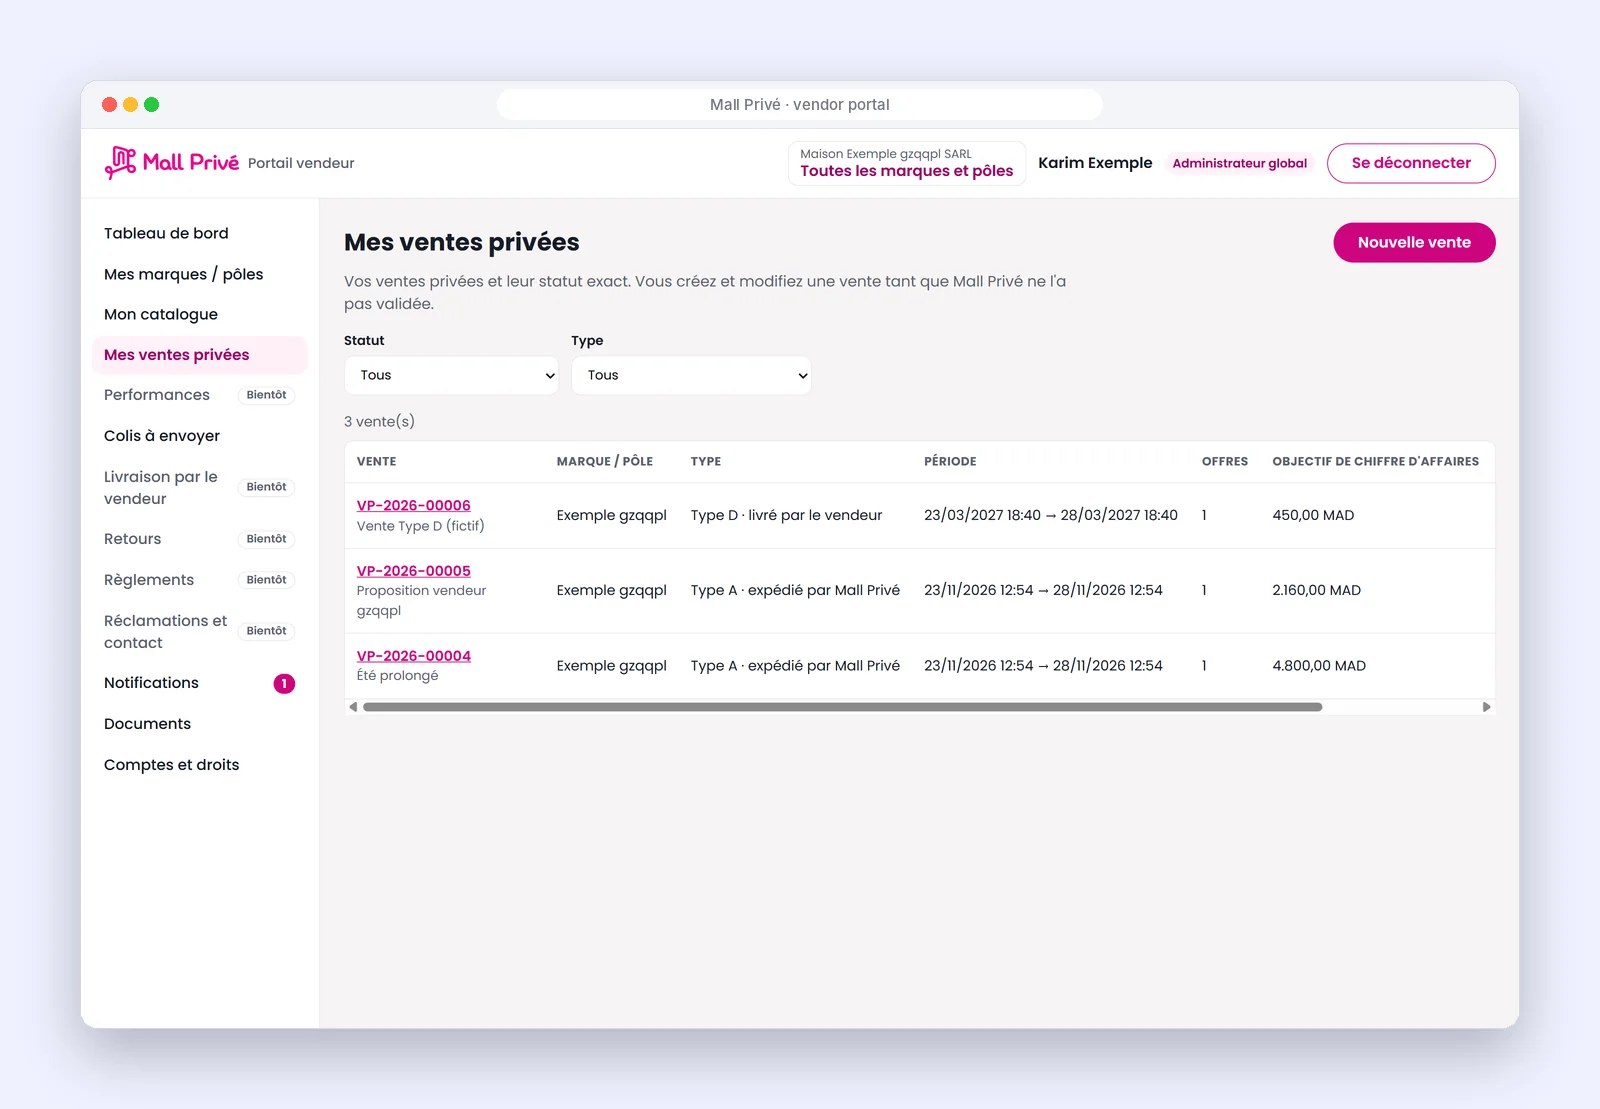 Mall Privé · vendor portal
Mall Privé Portail vendeur
Maison Exemple gzqqpl SARL
Toutes les marques et pôles
Karim Exemple
Administrateur global
Se déconnecter
Tableau de bord
Mes marques / pôles
Mon catalogue
Mes ventes privées
Performances Bientôt
Colis à envoyer
Livraison par le
vendeur
Bientôt
Retours Bientôt
Règlements Bientôt
Réclamations et
contact
Bientôt
Notifications 1
Documents
Comptes et droits
Mes ventes privées
Nouvelle vente
Vos ventes privées et leur statut exact. Vous créez et modifiez une vente tant que Mall Privé ne l'a
pas validée.
Statut Type
Tous Tous
3 vente(s)
VENTE MARQUE / PÔLE TYPE PÉRIODE OFFRES OBJECTIF DE CHIFFRE D'AFFAIRES
VP-2026-00006
Vente Type D (fictif)
Exemple gzqqpl Type D · livré par le vendeur 23/03/2027 18:40 → 28/03/2027 18:40 1 450,00 MAD
VP-2026-00005
Proposition vendeur
gzqqpl
Exemple gzqqpl Type A · expédié par Mall Privé 23/11/2026 12:54 → 28/11/2026 12:54 1 2.160,00 MAD
VP-2026-00004
Été prolongé
Exemple gzqqpl Type A · expédié par Mall Privé 23/11/2026 12:54 → 28/11/2026 12:54 1 4.800,00 MAD